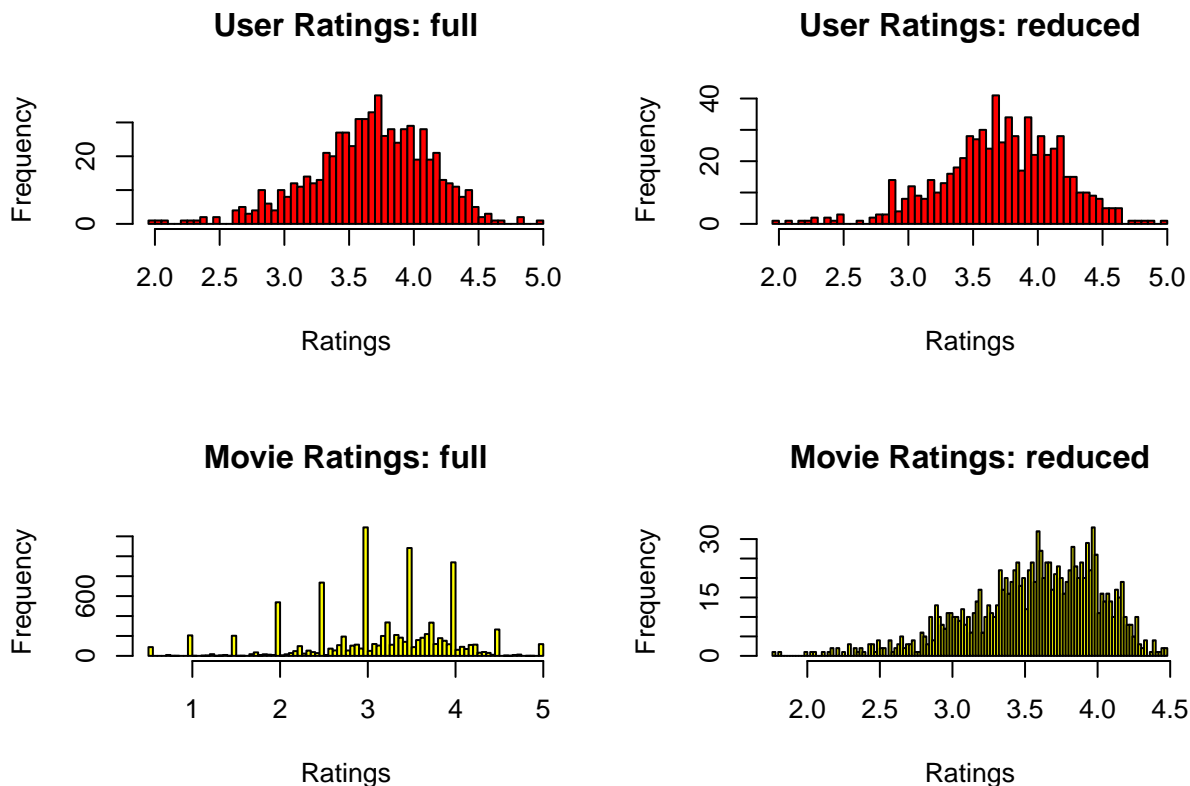 User Ratings: full
Frequency
0
20
2.0 2.5 3.0 3.5 4.0 4.5 5.0
Ratings
User Ratings: reduced
Frequency
0
20
40
2.0 2.5 3.0 3.5 4.0 4.5 5.0
Ratings
Movie Ratings: full
Frequency
0
600
1 2 3 4 5
Ratings
Movie Ratings: reduced
Frequency
0
15
30
2.0 2.5 3.0 3.5 4.0 4.5
Ratings